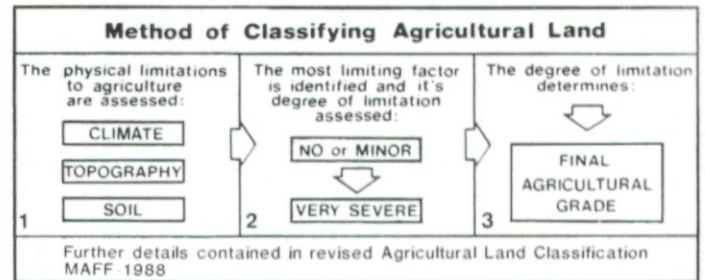 Method of Classifying Agricultural Land
The physical limitations
to agriculture
are assessed:
CLIMATE
TOPOGRAPHY
SOIL
1
The most limiting factor
is identified and it's
degree of limitation
assessed:
NO or MINOR
VERY SEVERE
2
The degree of limitation
determines:
FINAL
AGRICULTURAL
GRADE
3
Further details contained in revised Agricultural Land Classification
MAFF 1988